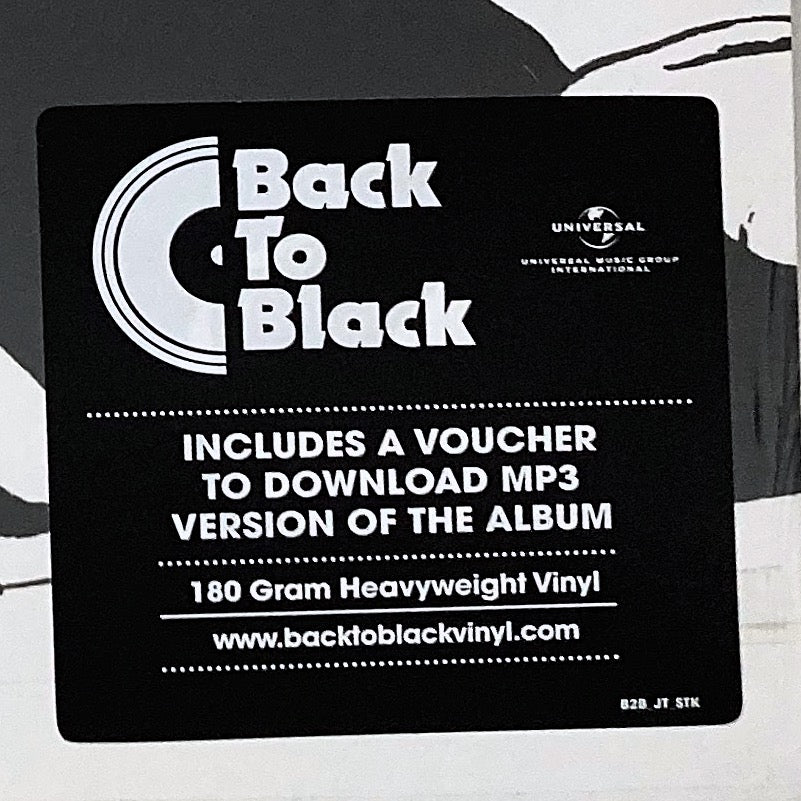 Back
To
Black
UNIVERSAL
UNIVERSAL MUSIC GROUP
INTERNATIONAL
INCLUDES A VOUCHER
TO DOWNLOAD MP3
VERSION OF THE ALBUM
180 Gram Heavyweight Vinyl
www.backtoblackvinyl.com
B2B_JT_STK